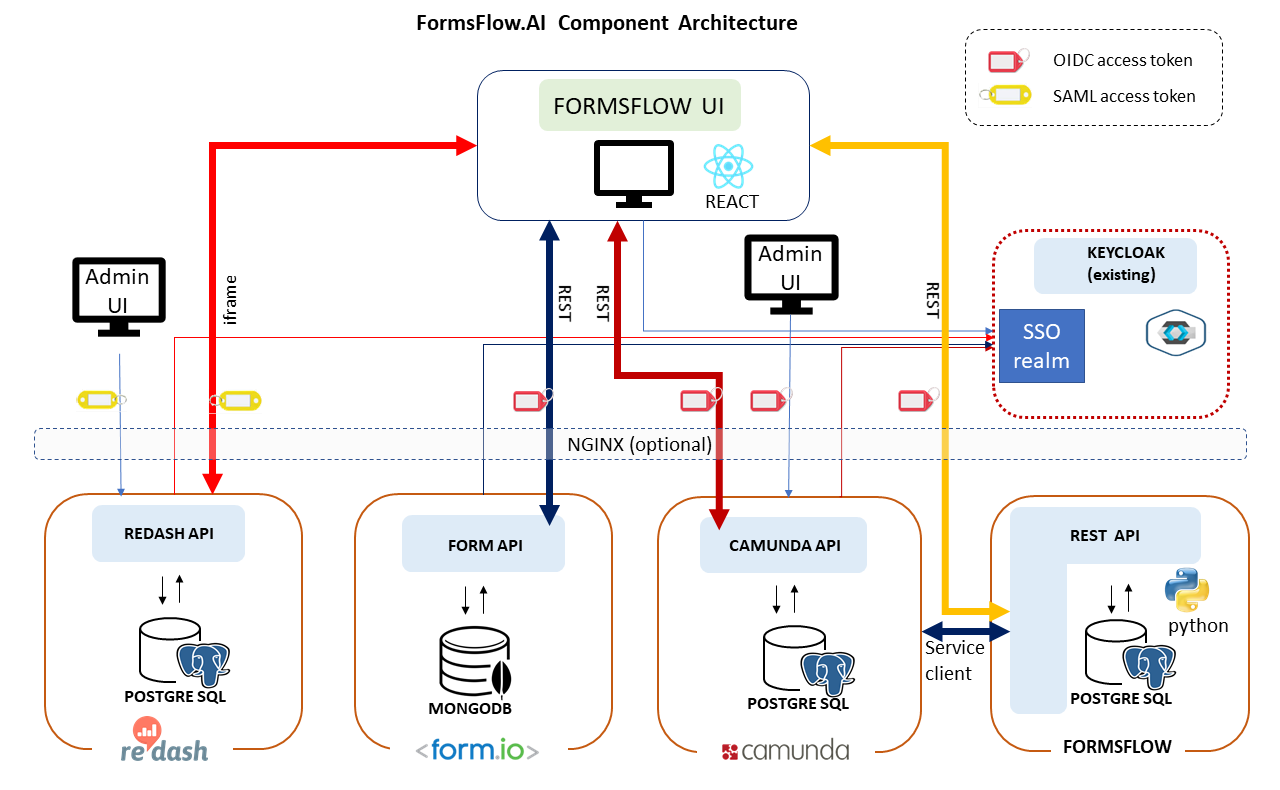 FormsFlow.AI Component Architecture
OIDC access token
SAML access token
FORMSFLOW UI
REACT
Admin
UI
iframe
REST
REST
Admin
UI
REST
KEYCLOAK
(existing)
SSO
realm
NGINX (optional)
REDASH API
POSTGRE SQL
re:dash
FORM API
MONGODB
<form.io>
CAMUNDA API
POSTGRE SQL
camunda
Service
client
REST API
python
POSTGRE SQL
FORMSFLOW